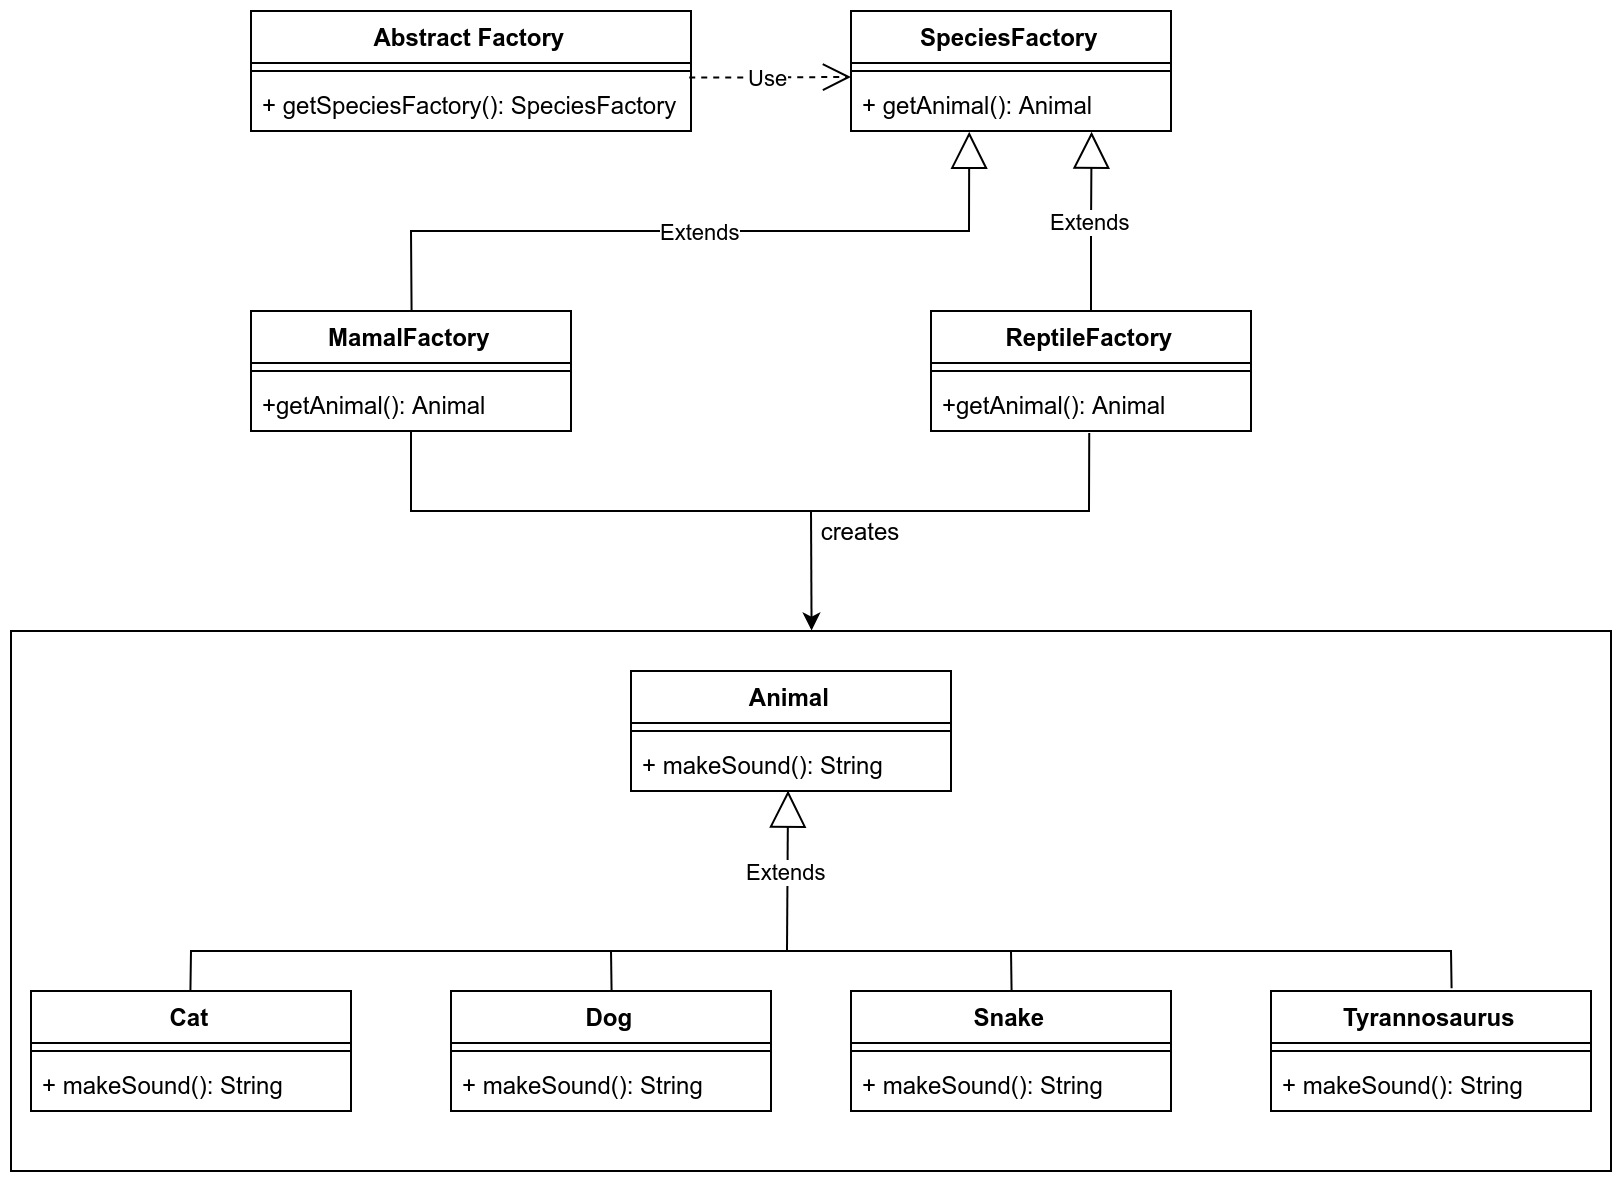 Abstract Factory
+ getSpeciesFactory(): SpeciesFactory
Use
SpeciesFactory
+ getAnimal(): Animal
Extends
Extends
MamalFactory
+getAnimal(): Animal
ReptileFactory
+getAnimal(): Animal
creates
Animal
+ makeSound(): String
Extends
Cat
+ makeSound(): String
Dog
+ makeSound(): String
Snake
+ makeSound(): String
Tyrannosaurus
+ makeSound(): String